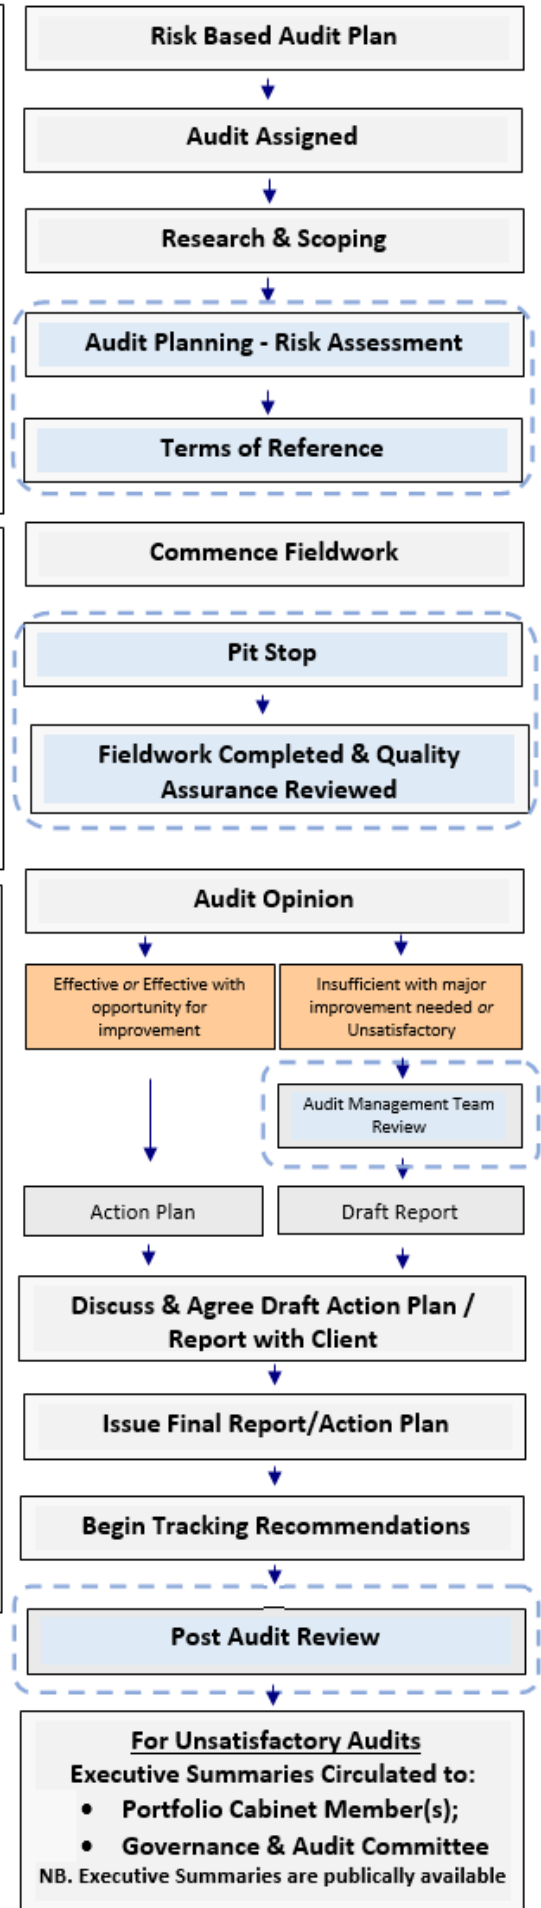 Risk Based Audit Plan
Audit Assigned
Research & Scoping
Audit Planning - Risk Assessment
Terms of Reference
Commence Fieldwork
Pit Stop
Fieldwork Completed & Quality
Assurance Reviewed
Audit Opinion
Effective or Effective with
opportunity for
improvement
Insufficient with major
improvement needed or
Unsatisfactory
Audit Management Team
Review
Action Plan
Draft Report
Discuss & Agree Draft Action Plan /
Report with Client
Issue Final Report/Action Plan
Begin Tracking Recommendations
Post Audit Review
For Unsatisfactory Audits
Executive Summaries Circulated to:
• Portfolio Cabinet Member(s);
• Governance & Audit Committee
NB. Executive Summaries are publically available